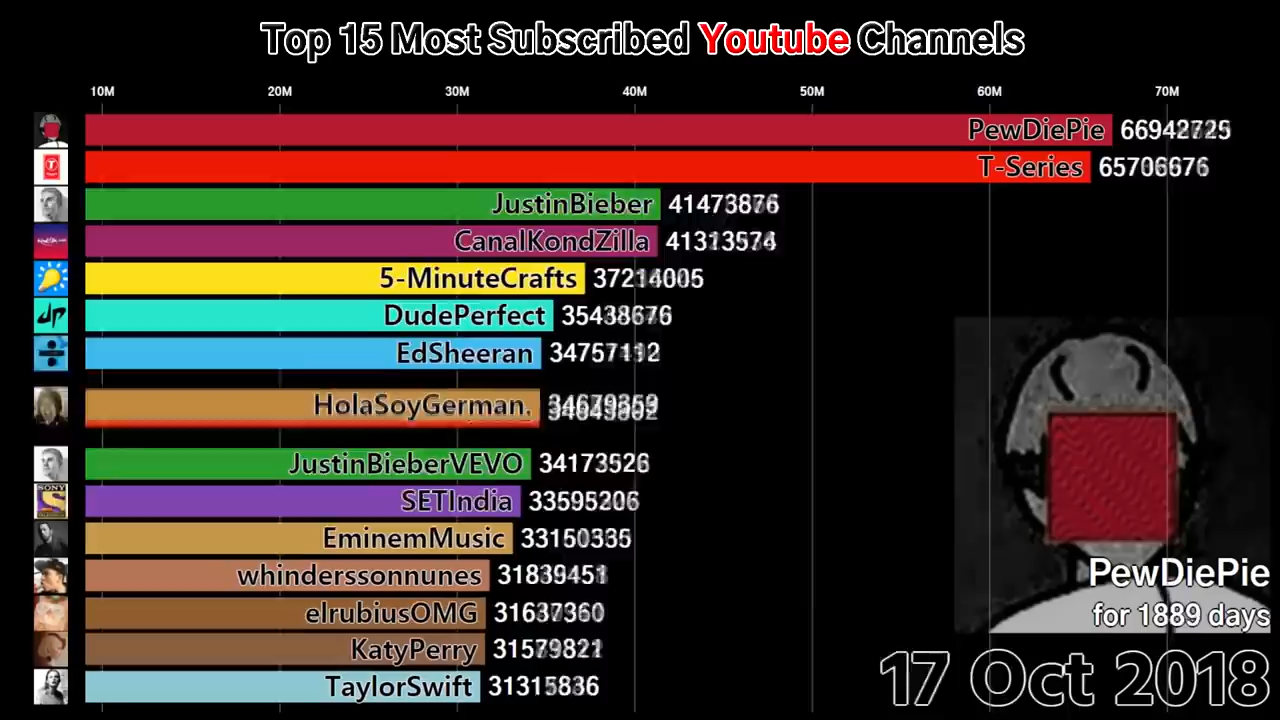 Top 15 Most Subscribed Youtube Channels
10M 20M 30M 40M 50M 60M 70M
PewDiePie 66942725
T-Series 65706676
JustinBieber 41473876
CanalKondZilla 41313574
5-MinuteCrafts 37214005
DudePerfect 35438676
EdSheeran 34757192
HolaSoyGerman.
JustinBieberVEVO 34173526
SETIndia 33595206
EminemMusic 33150335
whinderssonnunes 31839451
elrubiusOMG 31637360
KatyPerry 31579821
TaylorSwift 31315836
PewDiePie
for 1889 days
17 Oct 2018